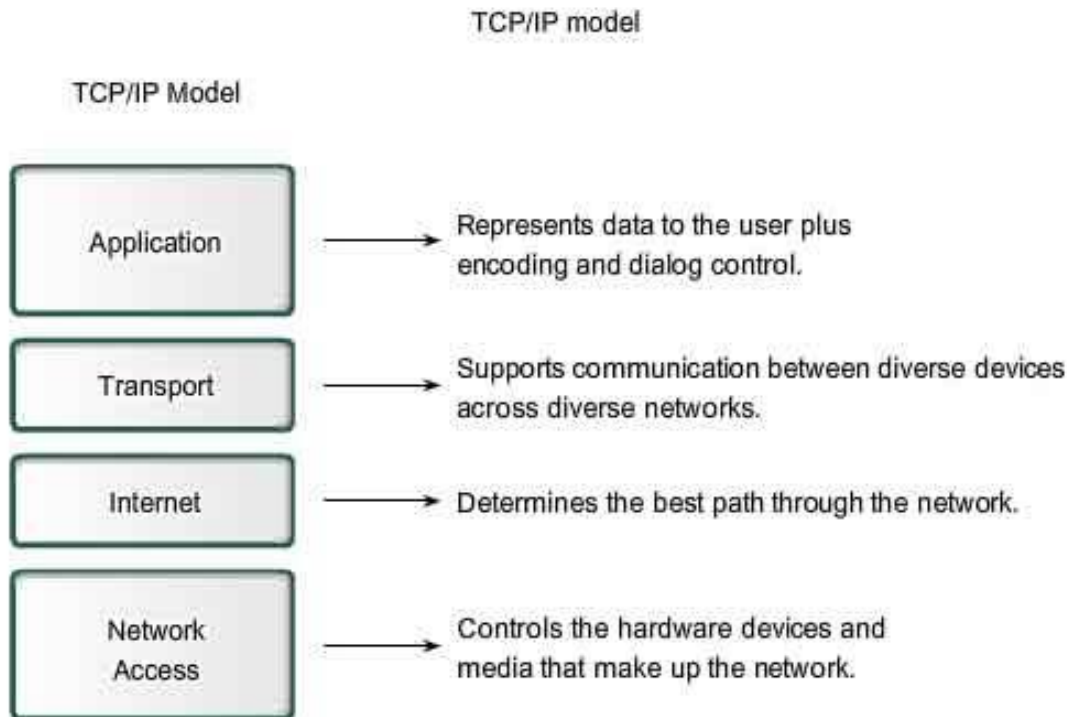 TCP/IP model
TCP/IP Model
Application
Represents data to the user plus
encoding and dialog control.
Transport
Supports communication between diverse devices
across diverse networks.
Internet
Determines the best path through the network.
Network
Access
Controls the hardware devices and
media that make up the network.